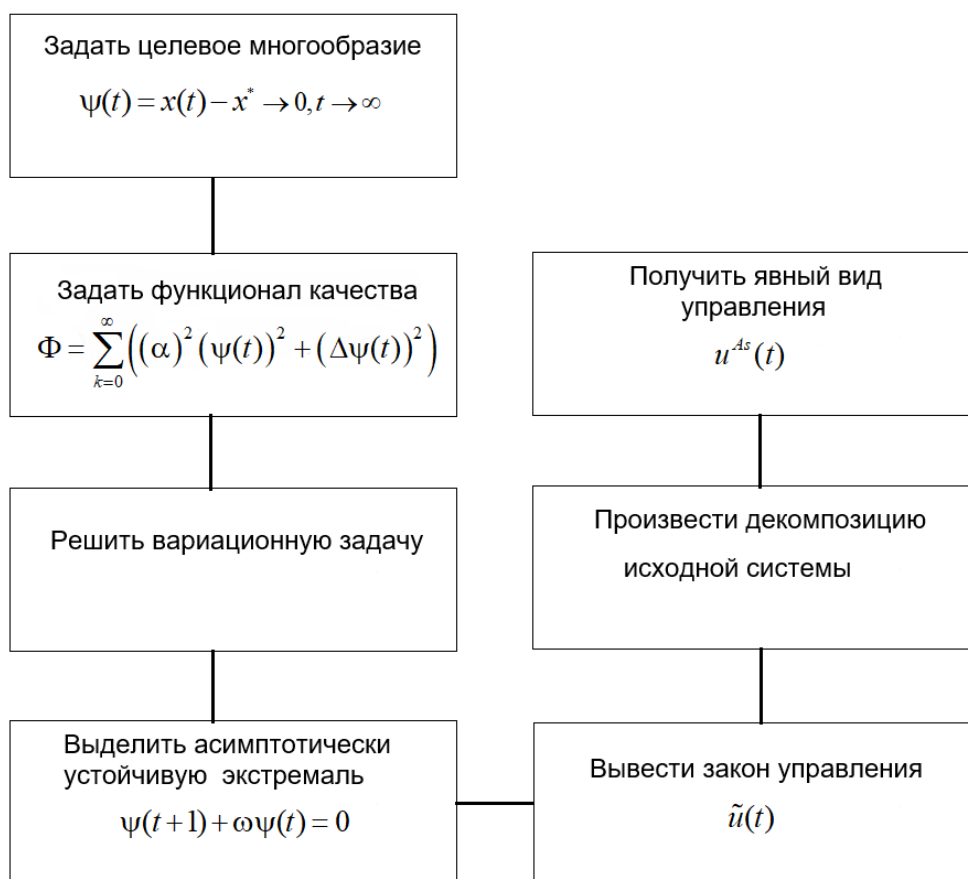 Задать целевое многообразие
ψ(t) = x(t) − x* → 0, t → ∞
Задать функционал качества
Φ = ∑_{k=0}^{∞} ((α)² (ψ(t))² + (Δψ(t))²)
Решить вариационную задачу
Выделить асимптотически
устойчивую экстремаль
ψ(t+1) + ωψ(t) = 0
Вывести закон управления
ũ(t)
Произвести декомпозицию
исходной системы
Получить явный вид
управления
u^{As}(t)